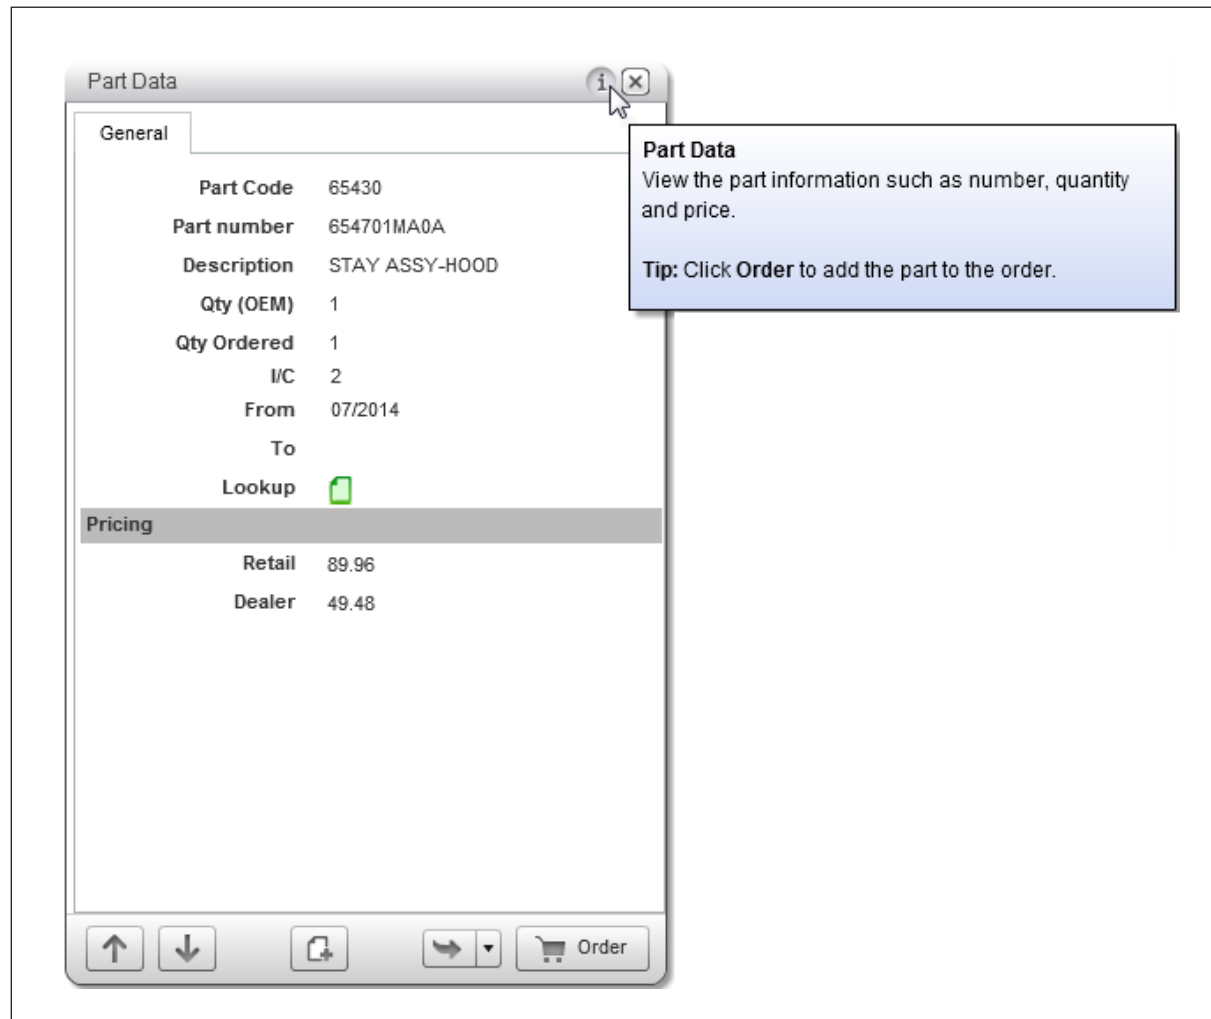 Part Data
General
Part Code 65430
Part number 654701MA0A
Description STAY ASSY-HOOD
Qty (OEM) 1
Qty Ordered 1
I/C 2
From 07/2014
To
Lookup
Pricing
Retail 89.96
Dealer 49.48
Order
Part Data
View the part information such as number, quantity
and price.
Tip: Click Order to add the part to the order.